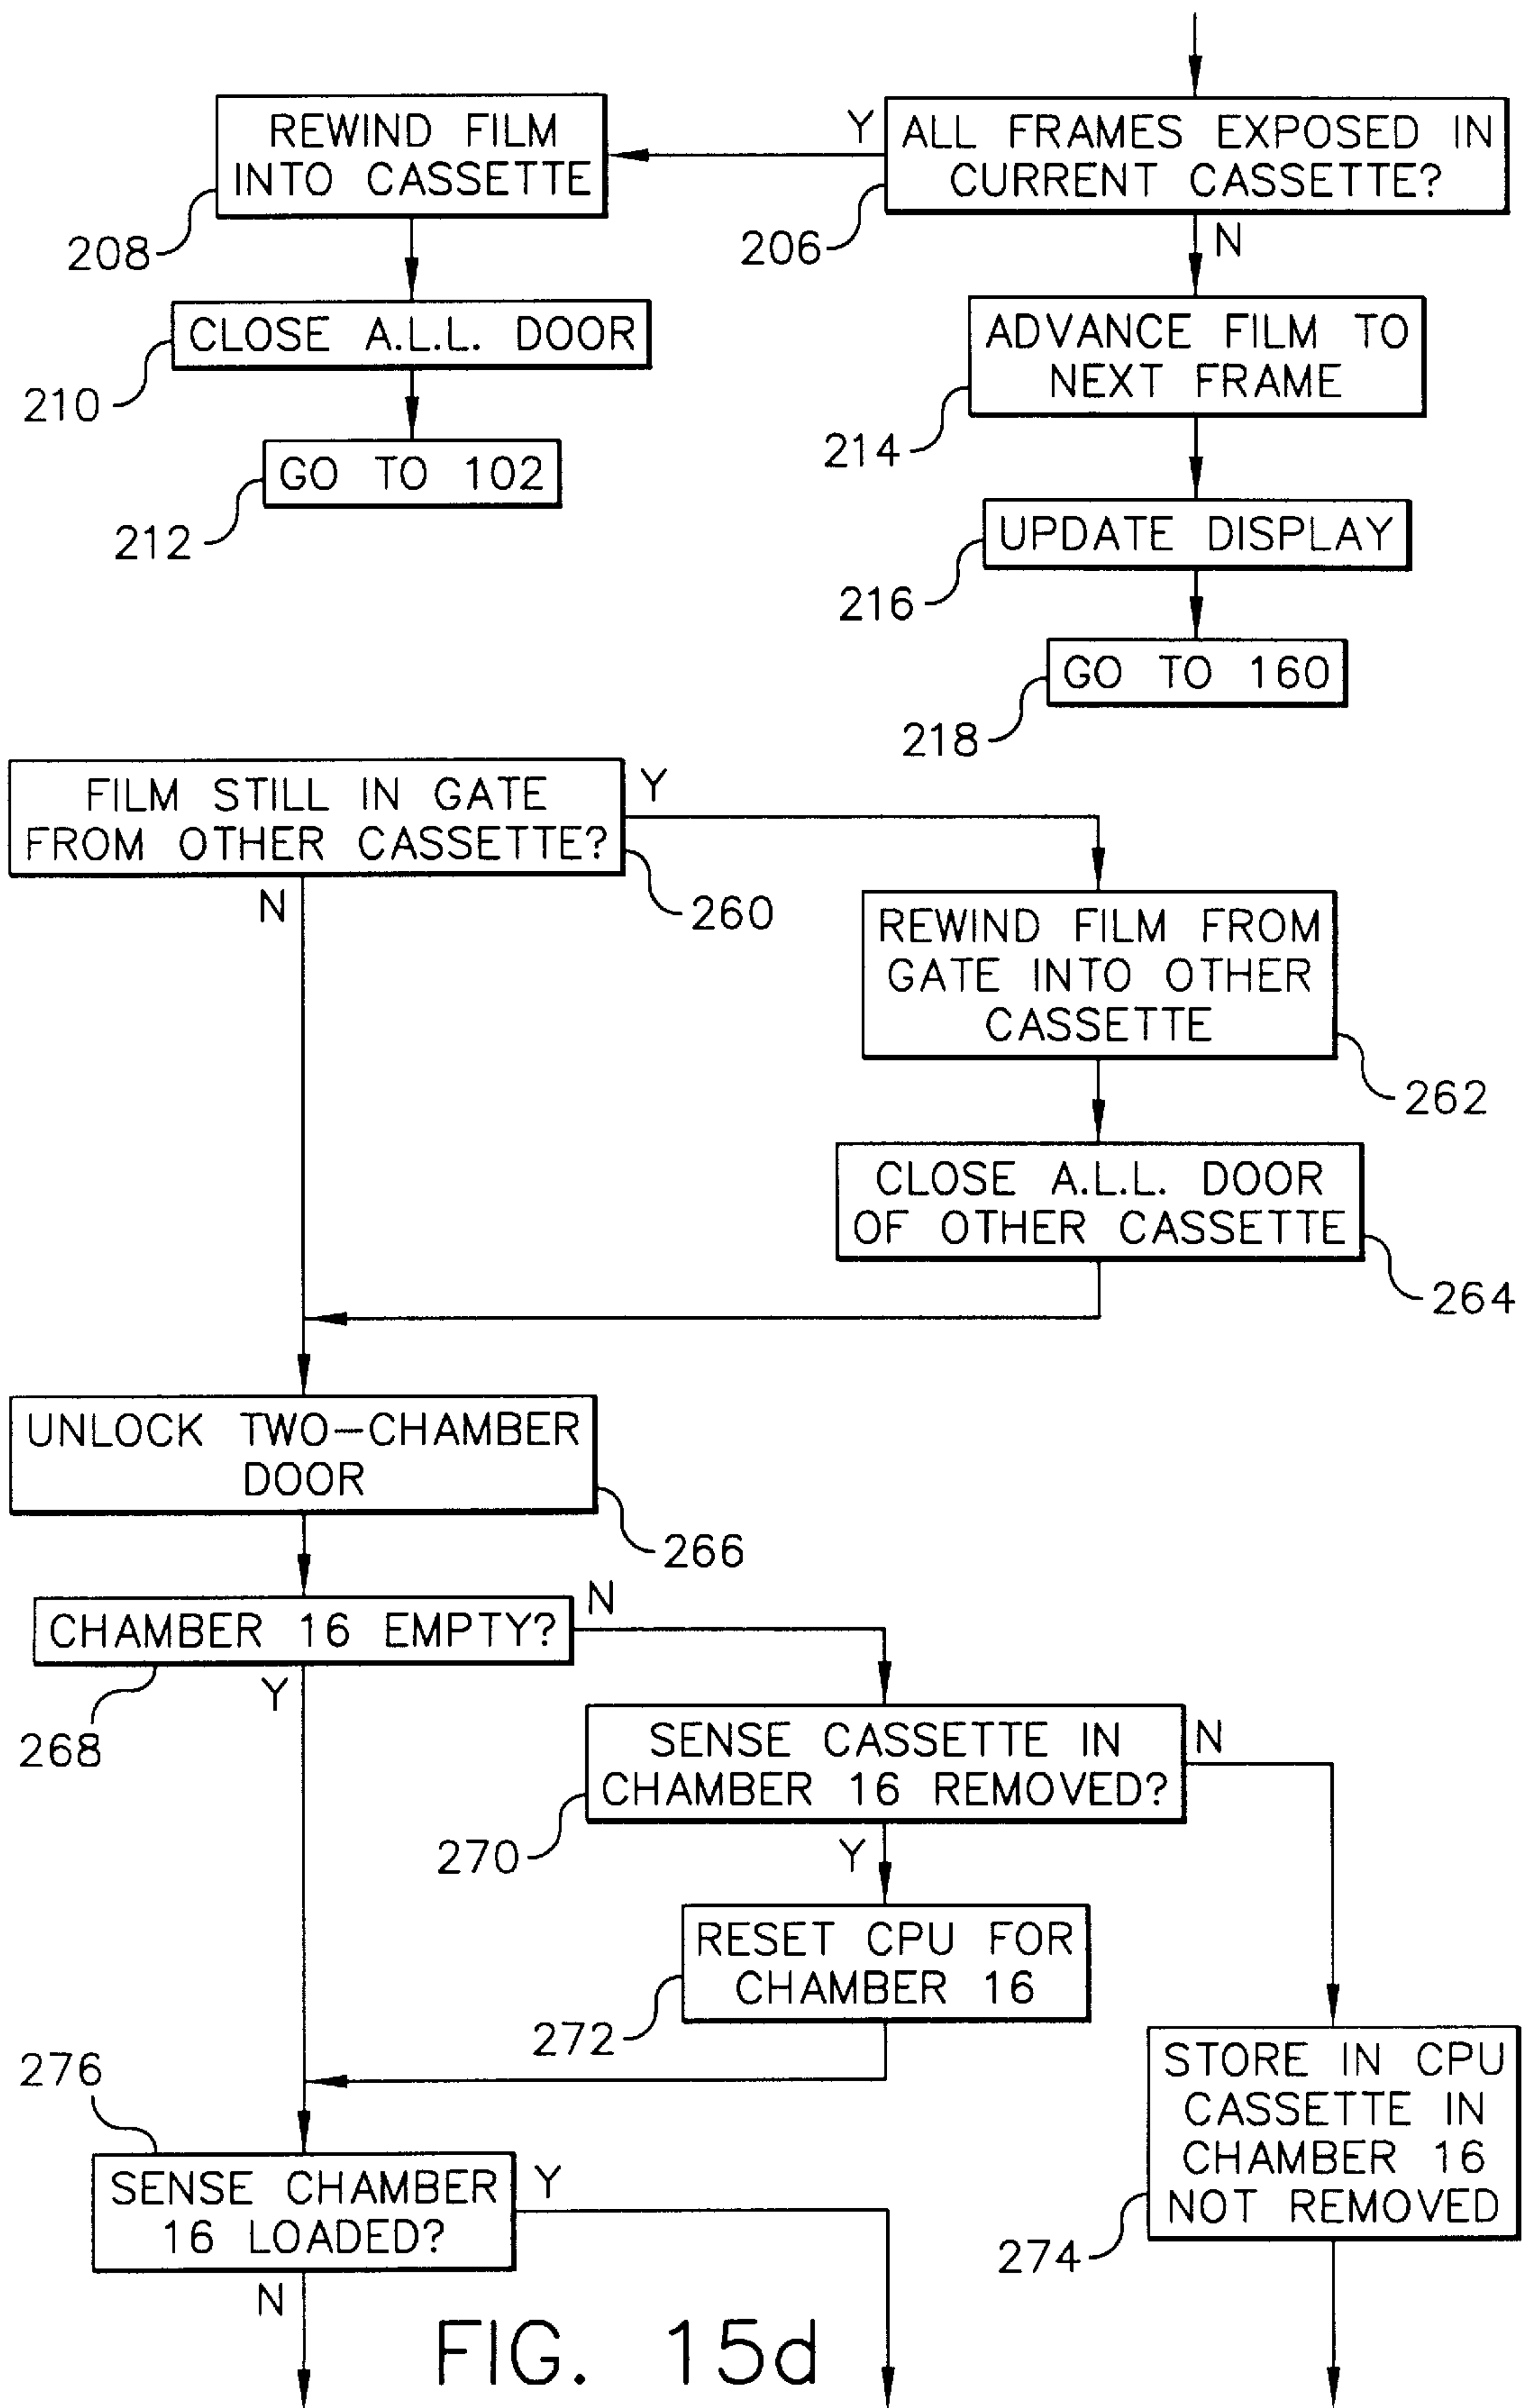 REWIND FILM
INTO CASSETTE
208
Y
ALL FRAMES EXPOSED IN
CURRENT CASSETTE?
206
N
CLOSE A.L.L. DOOR
210
ADVANCE FILM TO
NEXT FRAME
214
GO TO 102
212
UPDATE DISPLAY
216
GO TO 160
218
FILM STILL IN GATE
FROM OTHER CASSETTE?
Y
260
N
REWIND FILM FROM
GATE INTO OTHER
CASSETTE
262
CLOSE A.L.L. DOOR
OF OTHER CASSETTE
264
UNLOCK TWO-CHAMBER
DOOR
266
CHAMBER 16 EMPTY?
N
268
Y
SENSE CASSETTE IN
CHAMBER 16 REMOVED?
N
270
Y
RESET CPU FOR
CHAMBER 16
272
STORE IN CPU
CASSETTE IN
CHAMBER 16
NOT REMOVED
274
276
SENSE CHAMBER
16 LOADED?
Y
N
FIG. 15d